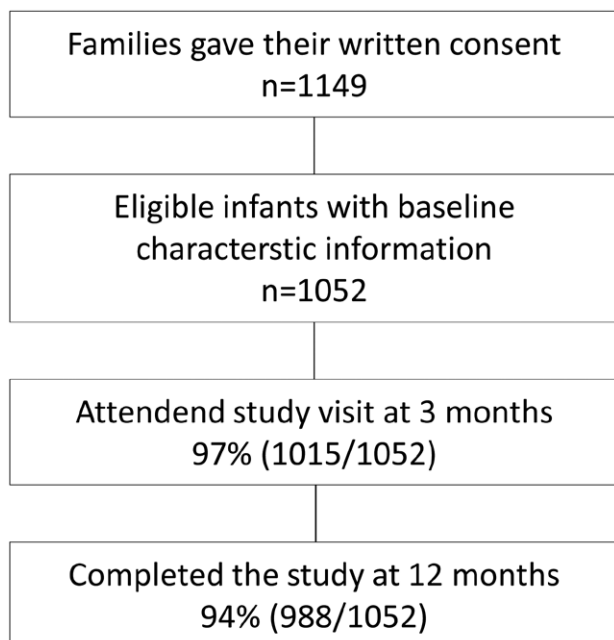 Families gave their written consent
n=1149
Eligible infants with baseline
characterstic information
n=1052
Attendend study visit at 3 months
97% (1015/1052)
Completed the study at 12 months
94% (988/1052)